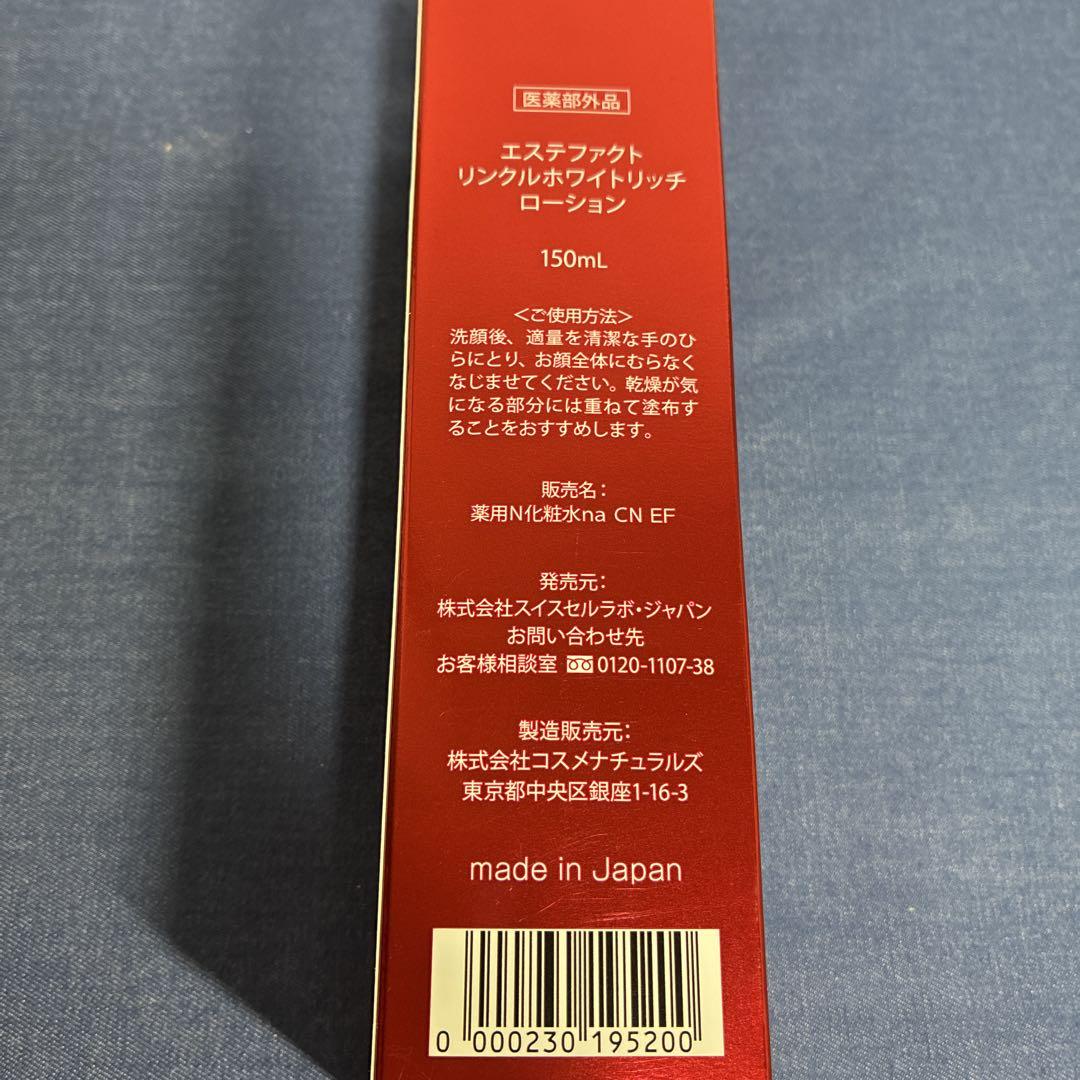 医薬部外品
エステファクト
リンクルホワイトリッチ
ローション
150mL
＜ご使用方法＞
洗顔後、適量を清潔な手のひ
らにとり、お顔全体にむらなく
なじませてください。乾燥が気
になる部分には重ねて塗布す
ることをおすすめします。
販売名：
薬用N化粧水na CN EF
発売元：
株式会社スイスセルラボ・ジャパン
お問い合わせ先
お客様相談室 0120-1107-38
製造販売元：
株式会社コスメナチュラルズ
東京都中央区銀座1-16-3
made in Japan
0 000230 195200